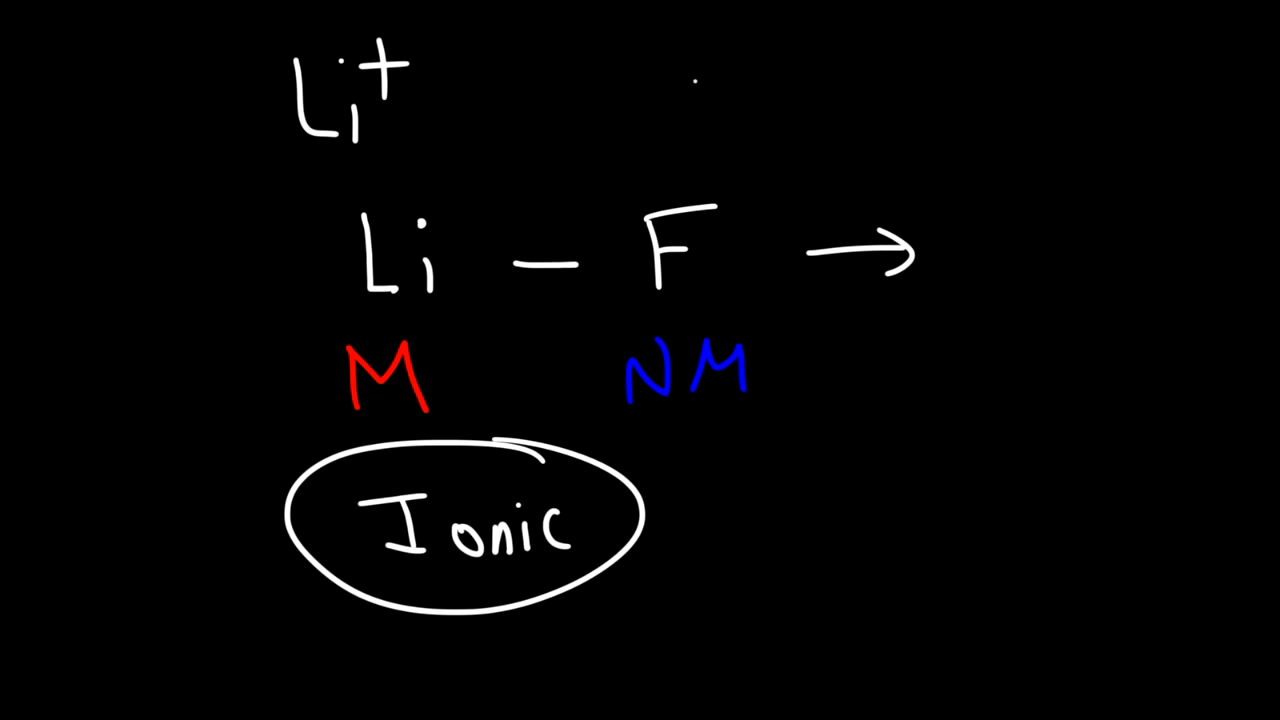 Li+
Li – F →
M NM
Ionic